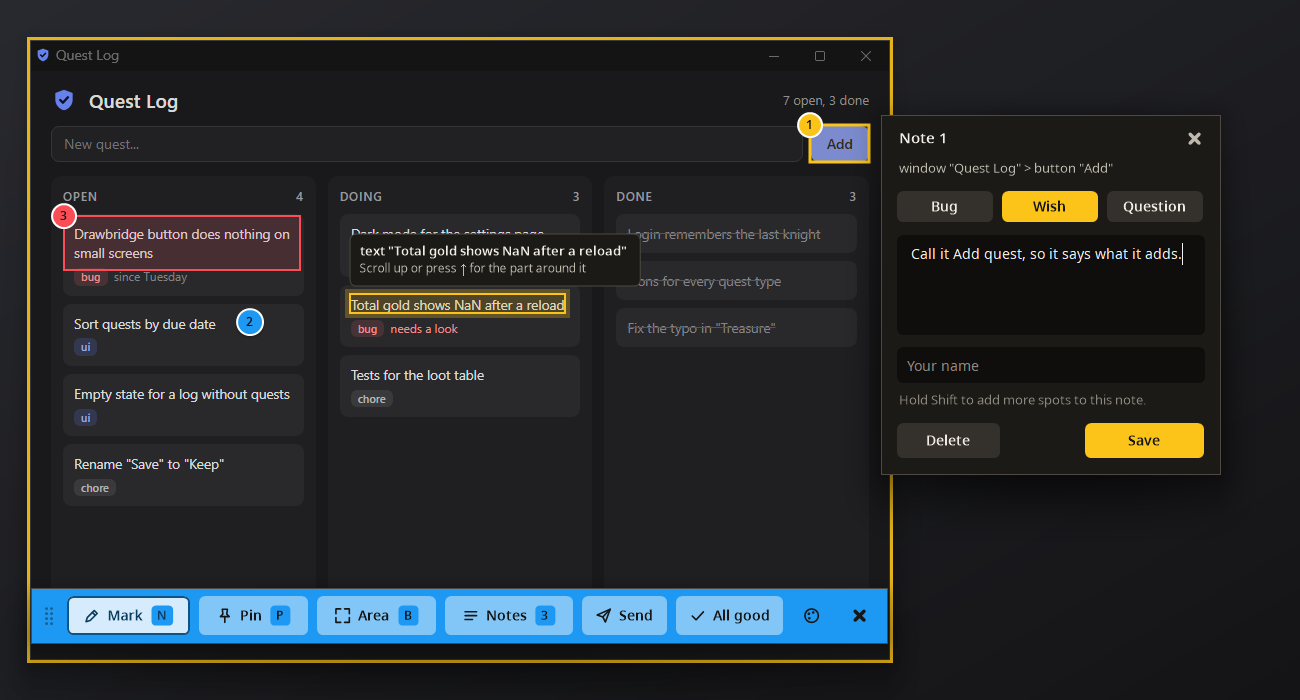 Quest Log
Quest Log
7 open, 3 done
New quest...
1
Add
OPEN 4
3
Drawbridge button does nothing on
small screens
bug since Tuesday
Sort quests by due date
2
ui
Empty state for a log without quests
ui
Rename "Save" to "Keep"
chore
DOING 3
Dark mode for the settings page
text "Total gold shows NaN after a reload"
Scroll up or press ↑ for the part around it
Total gold shows NaN after a reload
bug needs a look
Tests for the loot table
chore
DONE 3
Login remembers the last knight
for every quest type
Fix the typo in "Treasure"
Mark N
Pin P
Area B
Notes 3
Send
All good
Note 1
window "Quest Log" > button "Add"
Bug
Wish
Question
Call it Add quest, so it says what it adds.
Your name
Hold Shift to add more spots to this note.
Delete
Save